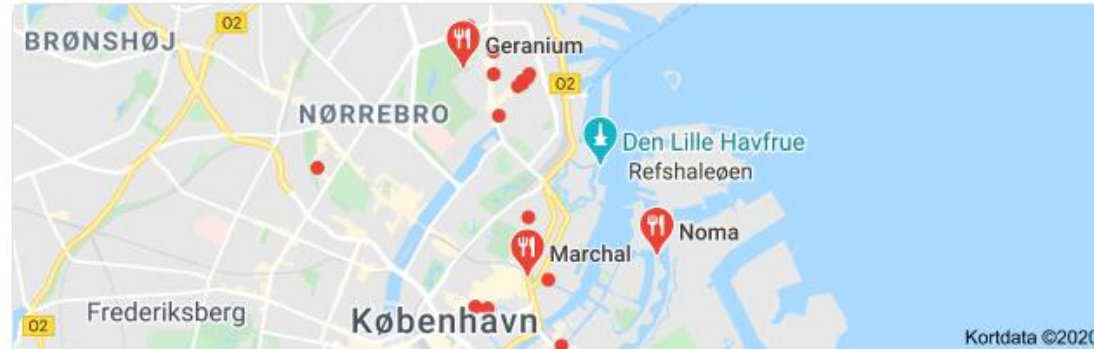 BRØNSHØJ
O2
Geranium
O2
NØRREBRO
Den Lille Havfrue
Refshaleøen
Noma
Marchal
Frederiksberg
København
O2
Kortdata ©2020